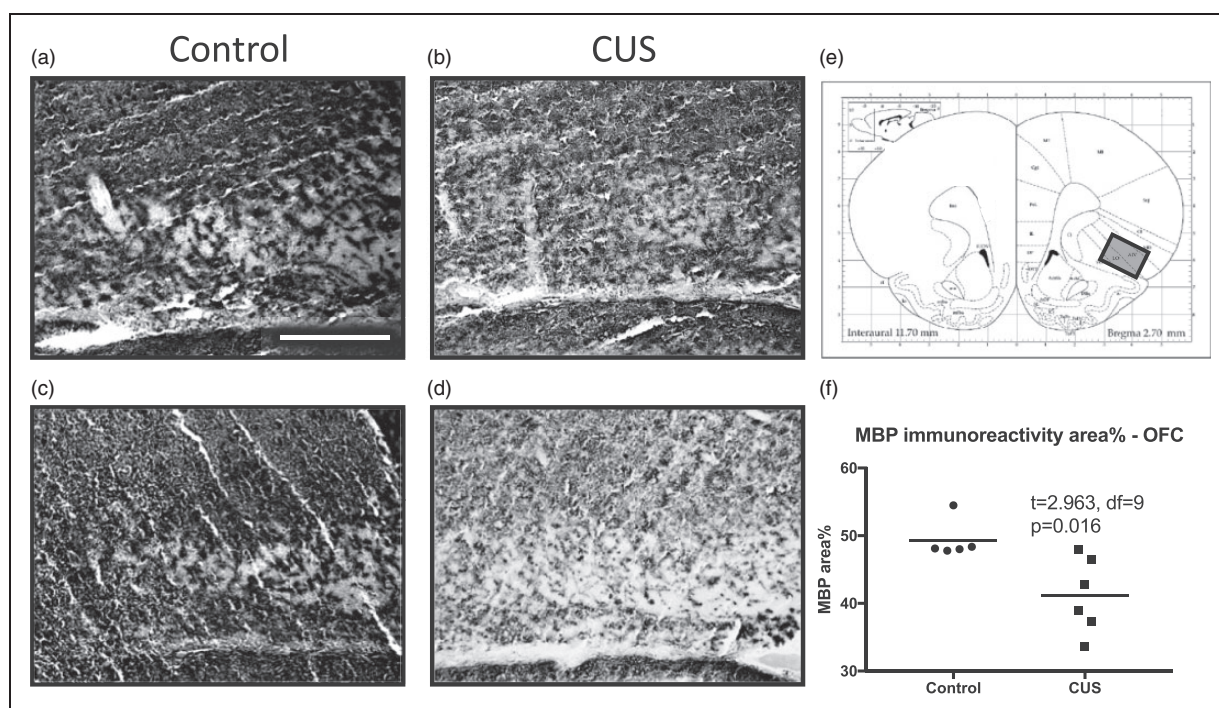 (a)
Control
(b)
CUS
(e)
Interaural 11.70 mm
Bregma 2.70 mm
(c)
(d)
(f)
MBP immunoreactivity area% - OFC
60
50
40
30
MBP area%
t=2.963, df=9
p=0.016
Control
CUS